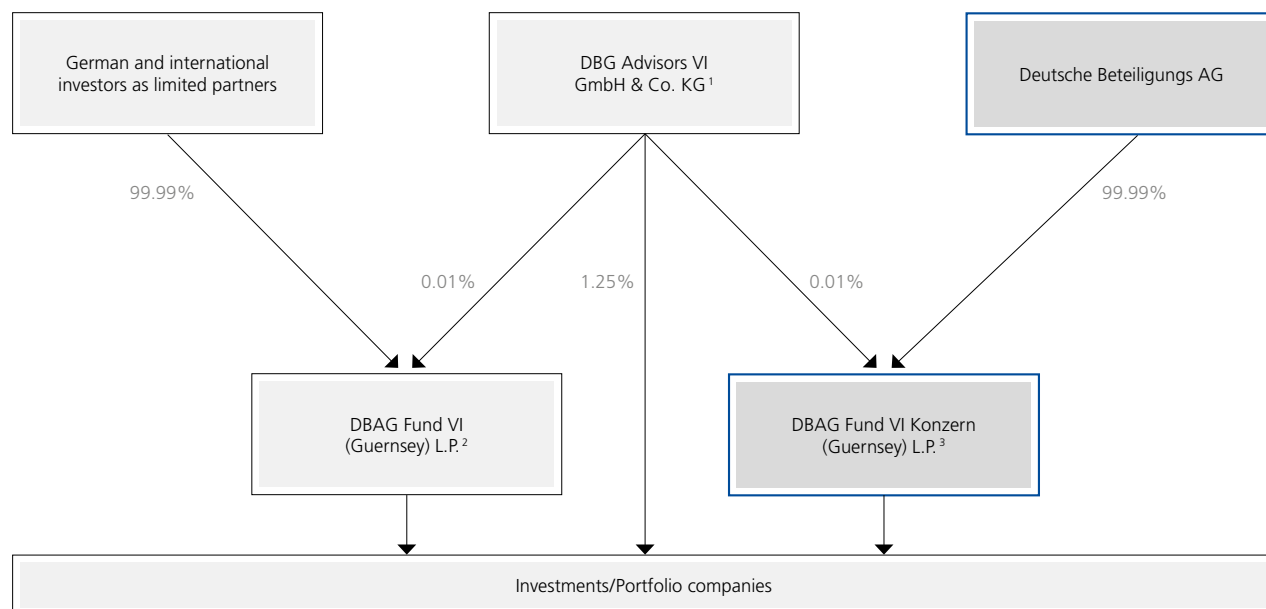 German and international
investors as limited partners
DBG Advisors VI
GmbH & Co. KG ¹
Deutsche Beteiligungs AG
99.99%
99.99%
0.01%
1.25%
0.01%
DBAG Fund VI
(Guernsey) L.P. ²
DBAG Fund VI Konzern
(Guernsey) L.P. ³
Investments/Portfolio companies